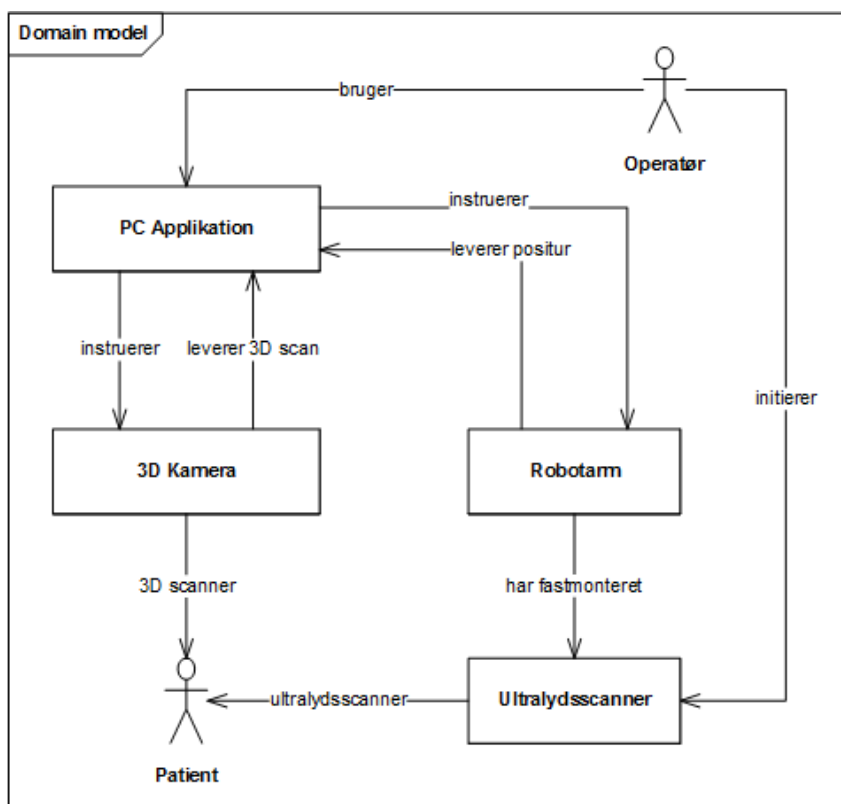 Domain model
bruger
Operatør
PC Applikation
instruerer
leverer positur
instruerer
leverer 3D scan
initierer
3D Kamera
Robotarm
3D scanner
har fastmonteret
ultralydsscanner
Ultralydsscanner
Patient